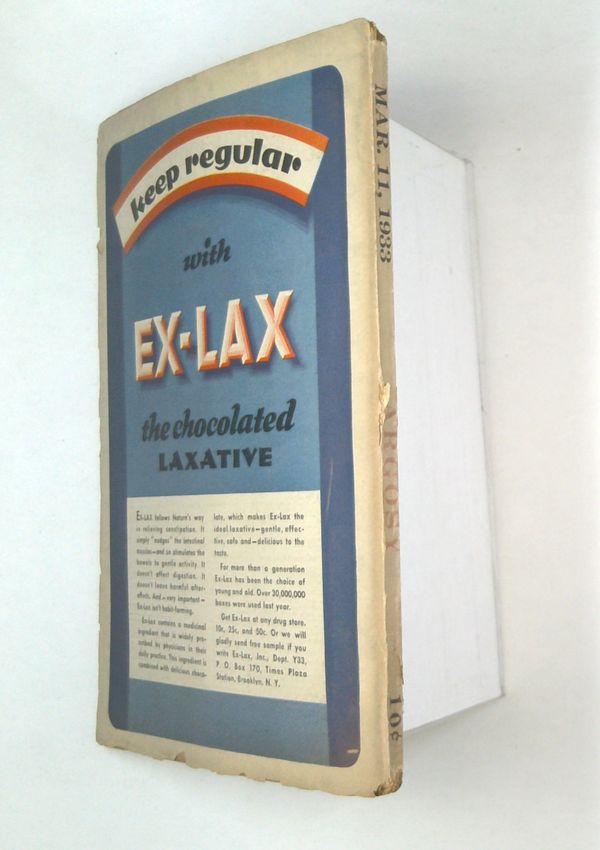 keep regular
with
EX-LAX
the chocolated
LAXATIVE
EX-LAX follows Nature's way
in relieving constipation. It
simply "nudges" the intestinal
muscles—and so stimulates the
bowels to gentle activity. It
doesn't affect digestion. It
doesn't leave harmful after-
effects. And—very important—
Ex-Lax isn't habit-forming.
Ex-Lax contains a medicinal
ingredient that is widely pre-
scribed by physicians in their
daily practice. This ingredient is
combined with delicious choco-
late, which makes Ex-Lax the
ideal laxative—gentle, effec-
tive, safe and—delicious to the
taste.
For more than a generation
Ex-Lax has been the choice of
young and old. Over 30,000,000
boxes were used last year.
Get Ex-Lax at any drug store.
10c, 25c, and 50c. Or we will
gladly send free sample if you
write Ex-Lax, Inc., Dept. Y33,
P. O. Box 170, Times Plaza
Station, Brooklyn, N. Y.
MAR. 11, 1933
ARGOSY
10¢